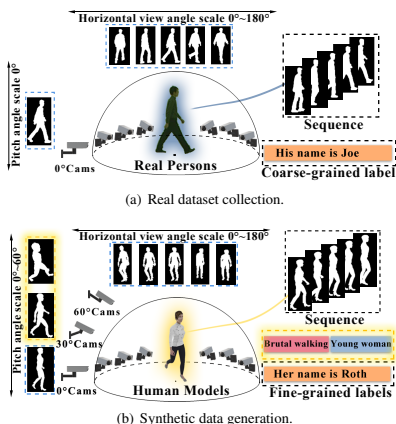 Horizontal view angle scale 0°~180°
Pitch angle scale 0°
0°Cams
Real Persons
Sequence
His name is Joe
Coarse-grained label
(a) Real dataset collection.
Horizontal view angle scale 0°~180°
Pitch angle scale 0°~60°
60°Cams
30°Cams
0°Cams
Human Models
Sequence
Brutal walking Young woman
Her name is Roth
Fine-grained labels
(b) Synthetic data generation.